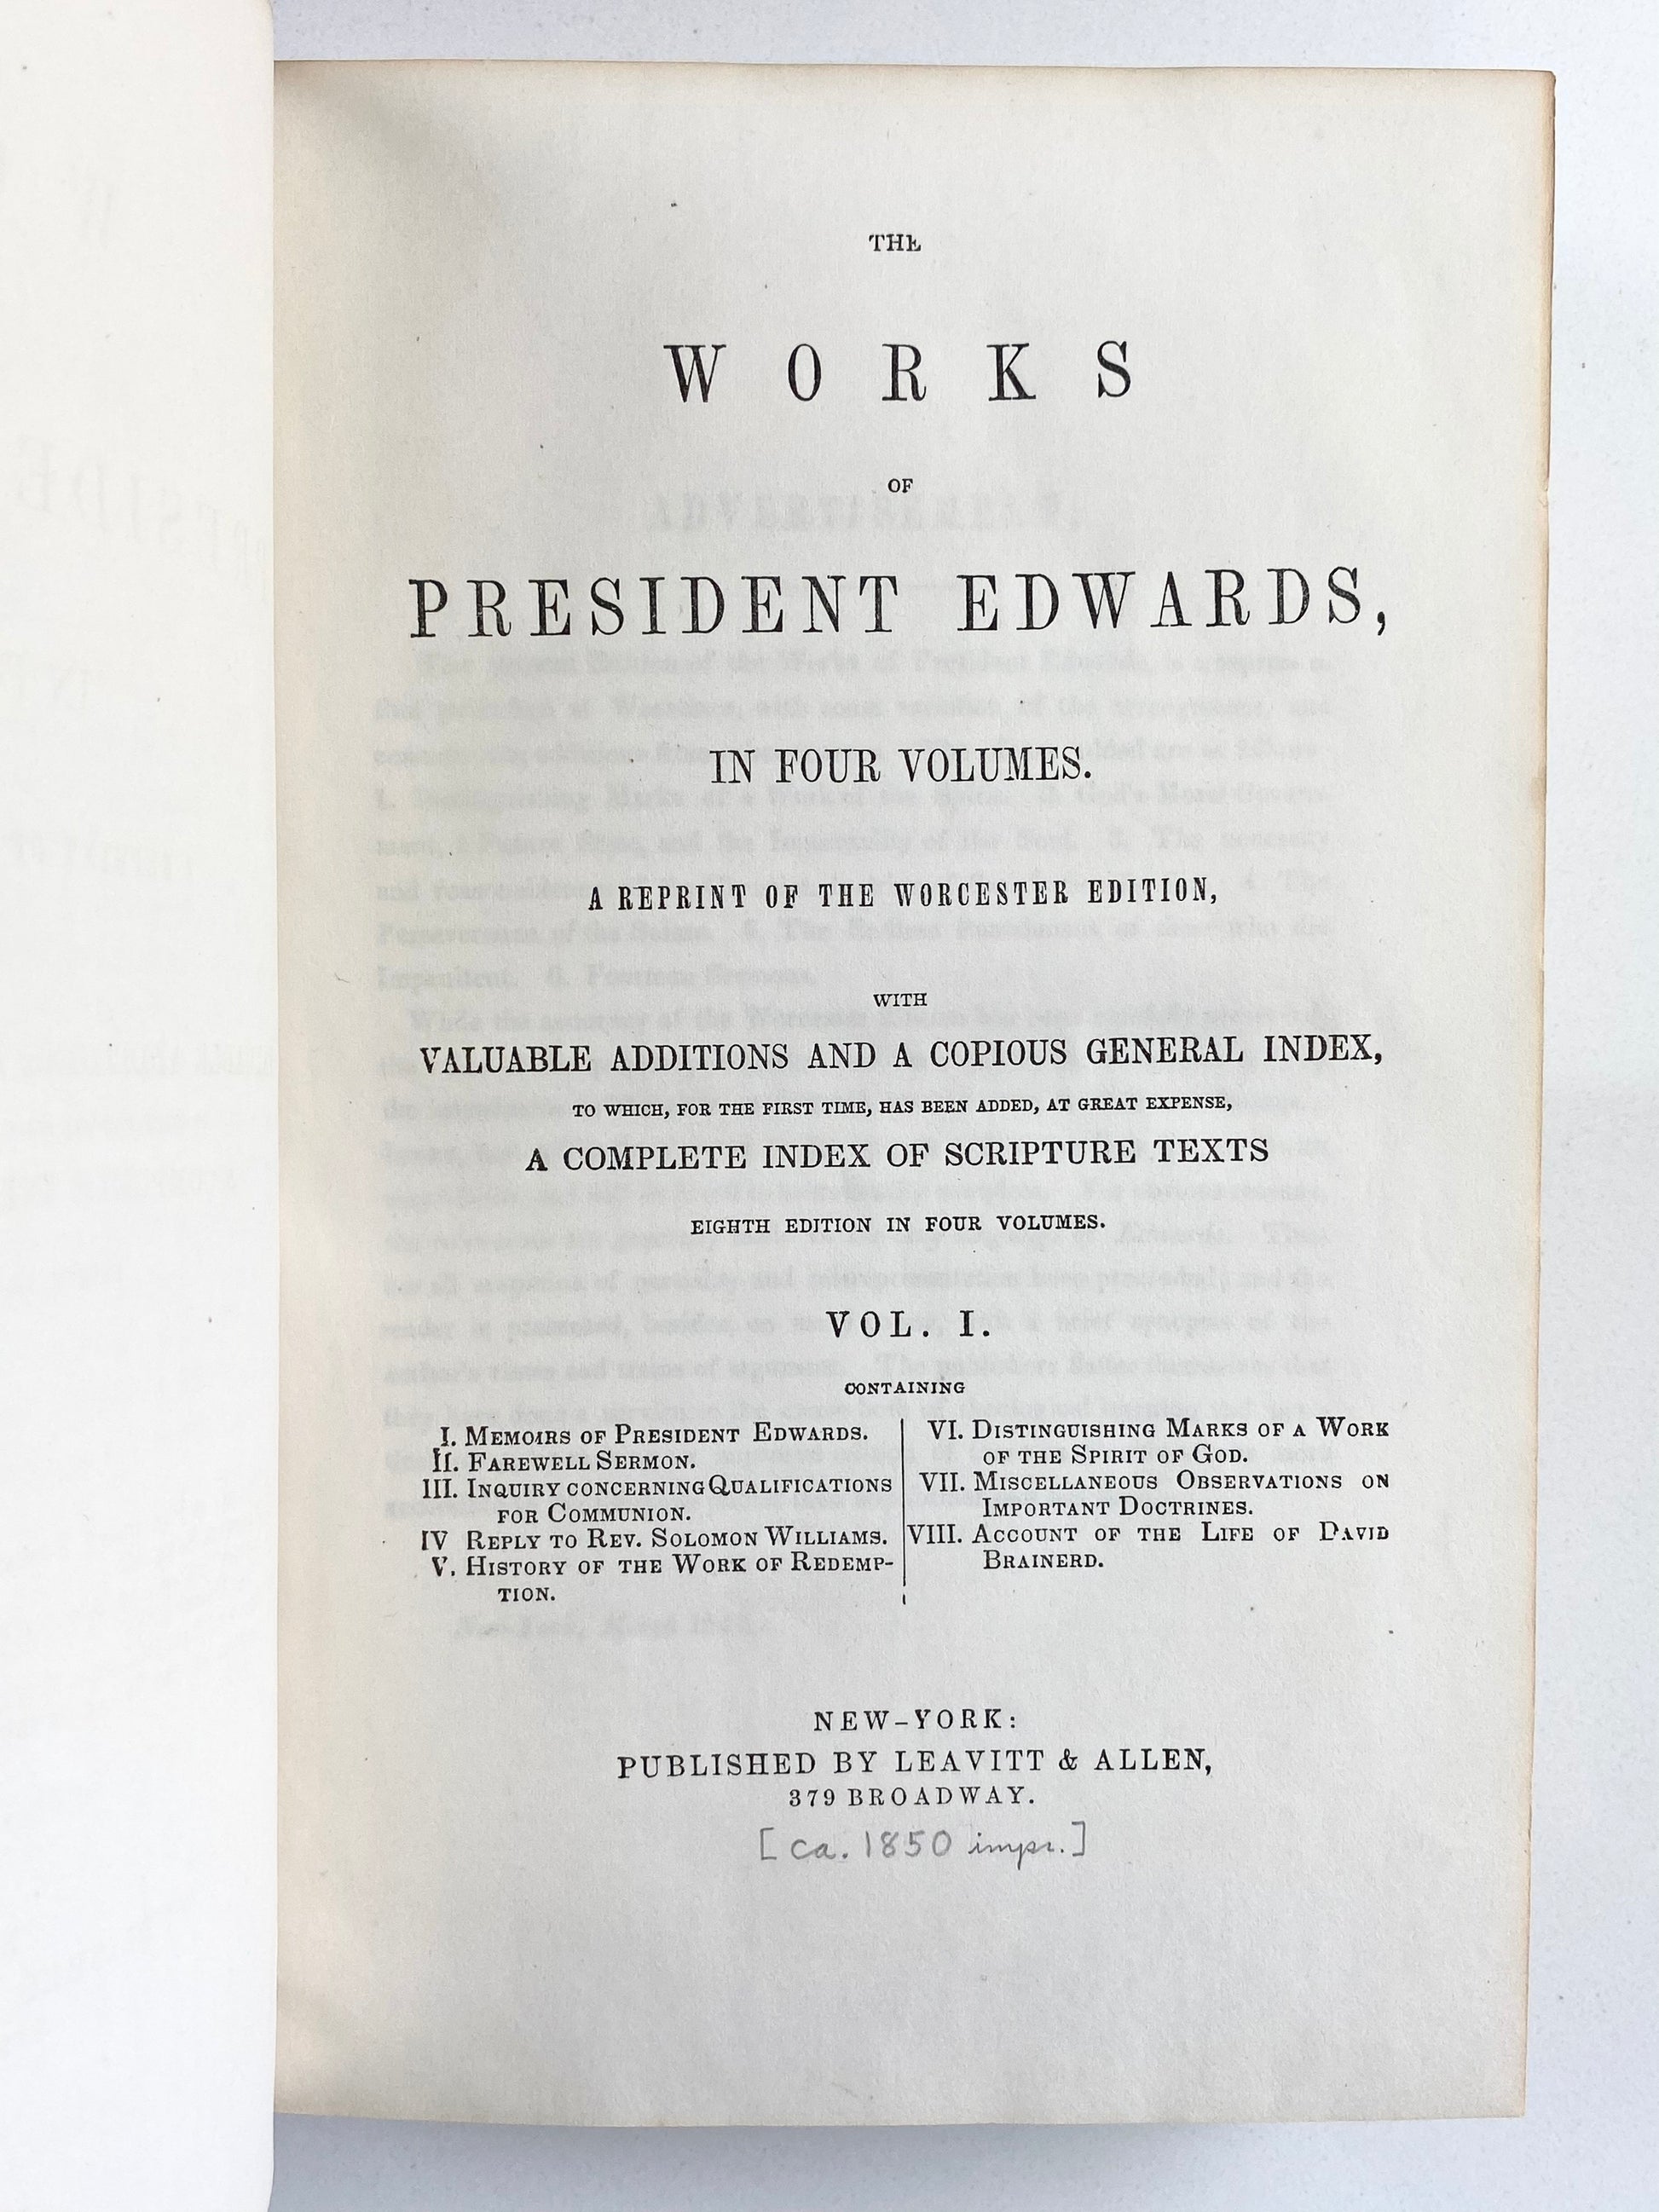 THE
WORKS
OF
PRESIDENT EDWARDS,
IN FOUR VOLUMES.
A REPRINT OF THE WORCESTER EDITION,
WITH
VALUABLE ADDITIONS AND A COPIOUS GENERAL INDEX,
TO WHICH, FOR THE FIRST TIME, HAS BEEN ADDED, AT GREAT EXPENSE,
A COMPLETE INDEX OF SCRIPTURE TEXTS
EIGHTH EDITION IN FOUR VOLUMES.
VOL. I.
CONTAINING
I. MEMOIRS OF PRESIDENT EDWARDS.
II. FAREWELL SERMON.
III. INQUIRY CONCERNING QUALIFICATIONS
FOR COMMUNION.
IV REPLY TO REV. SOLOMON WILLIAMS.
V. HISTORY OF THE WORK OF REDEMP-
TION.
VI. DISTINGUISHING MARKS OF A WORK
OF THE SPIRIT OF GOD.
VII. MISCELLANEOUS OBSERVATIONS ON
IMPORTANT DOCTRINES.
VIII. ACCOUNT OF THE LIFE OF DAVID
BRAINERD.
NEW-YORK:
PUBLISHED BY LEAVITT & ALLEN,
379 BROADWAY.
[ca. 1850 impr.]